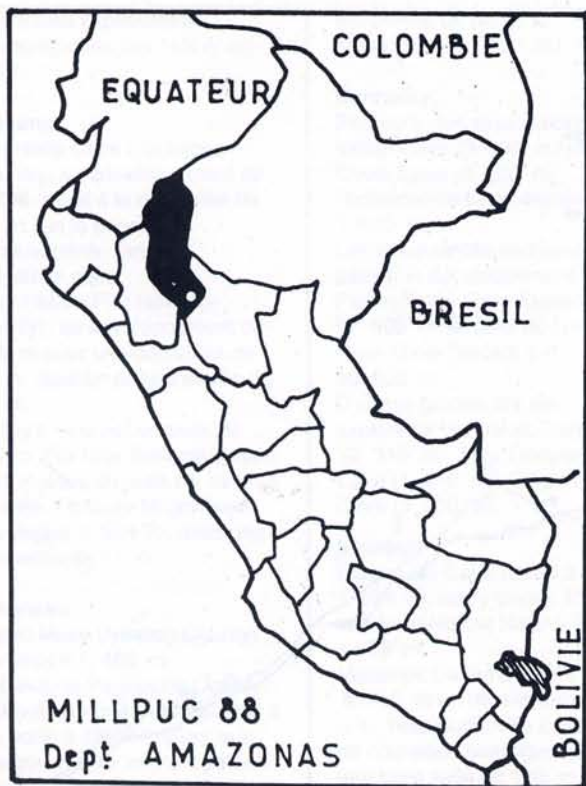 COLOMBIE
EQUATEUR
BRESIL
BOLIVIE
MILLPUC 88
Dept. AMAZONAS